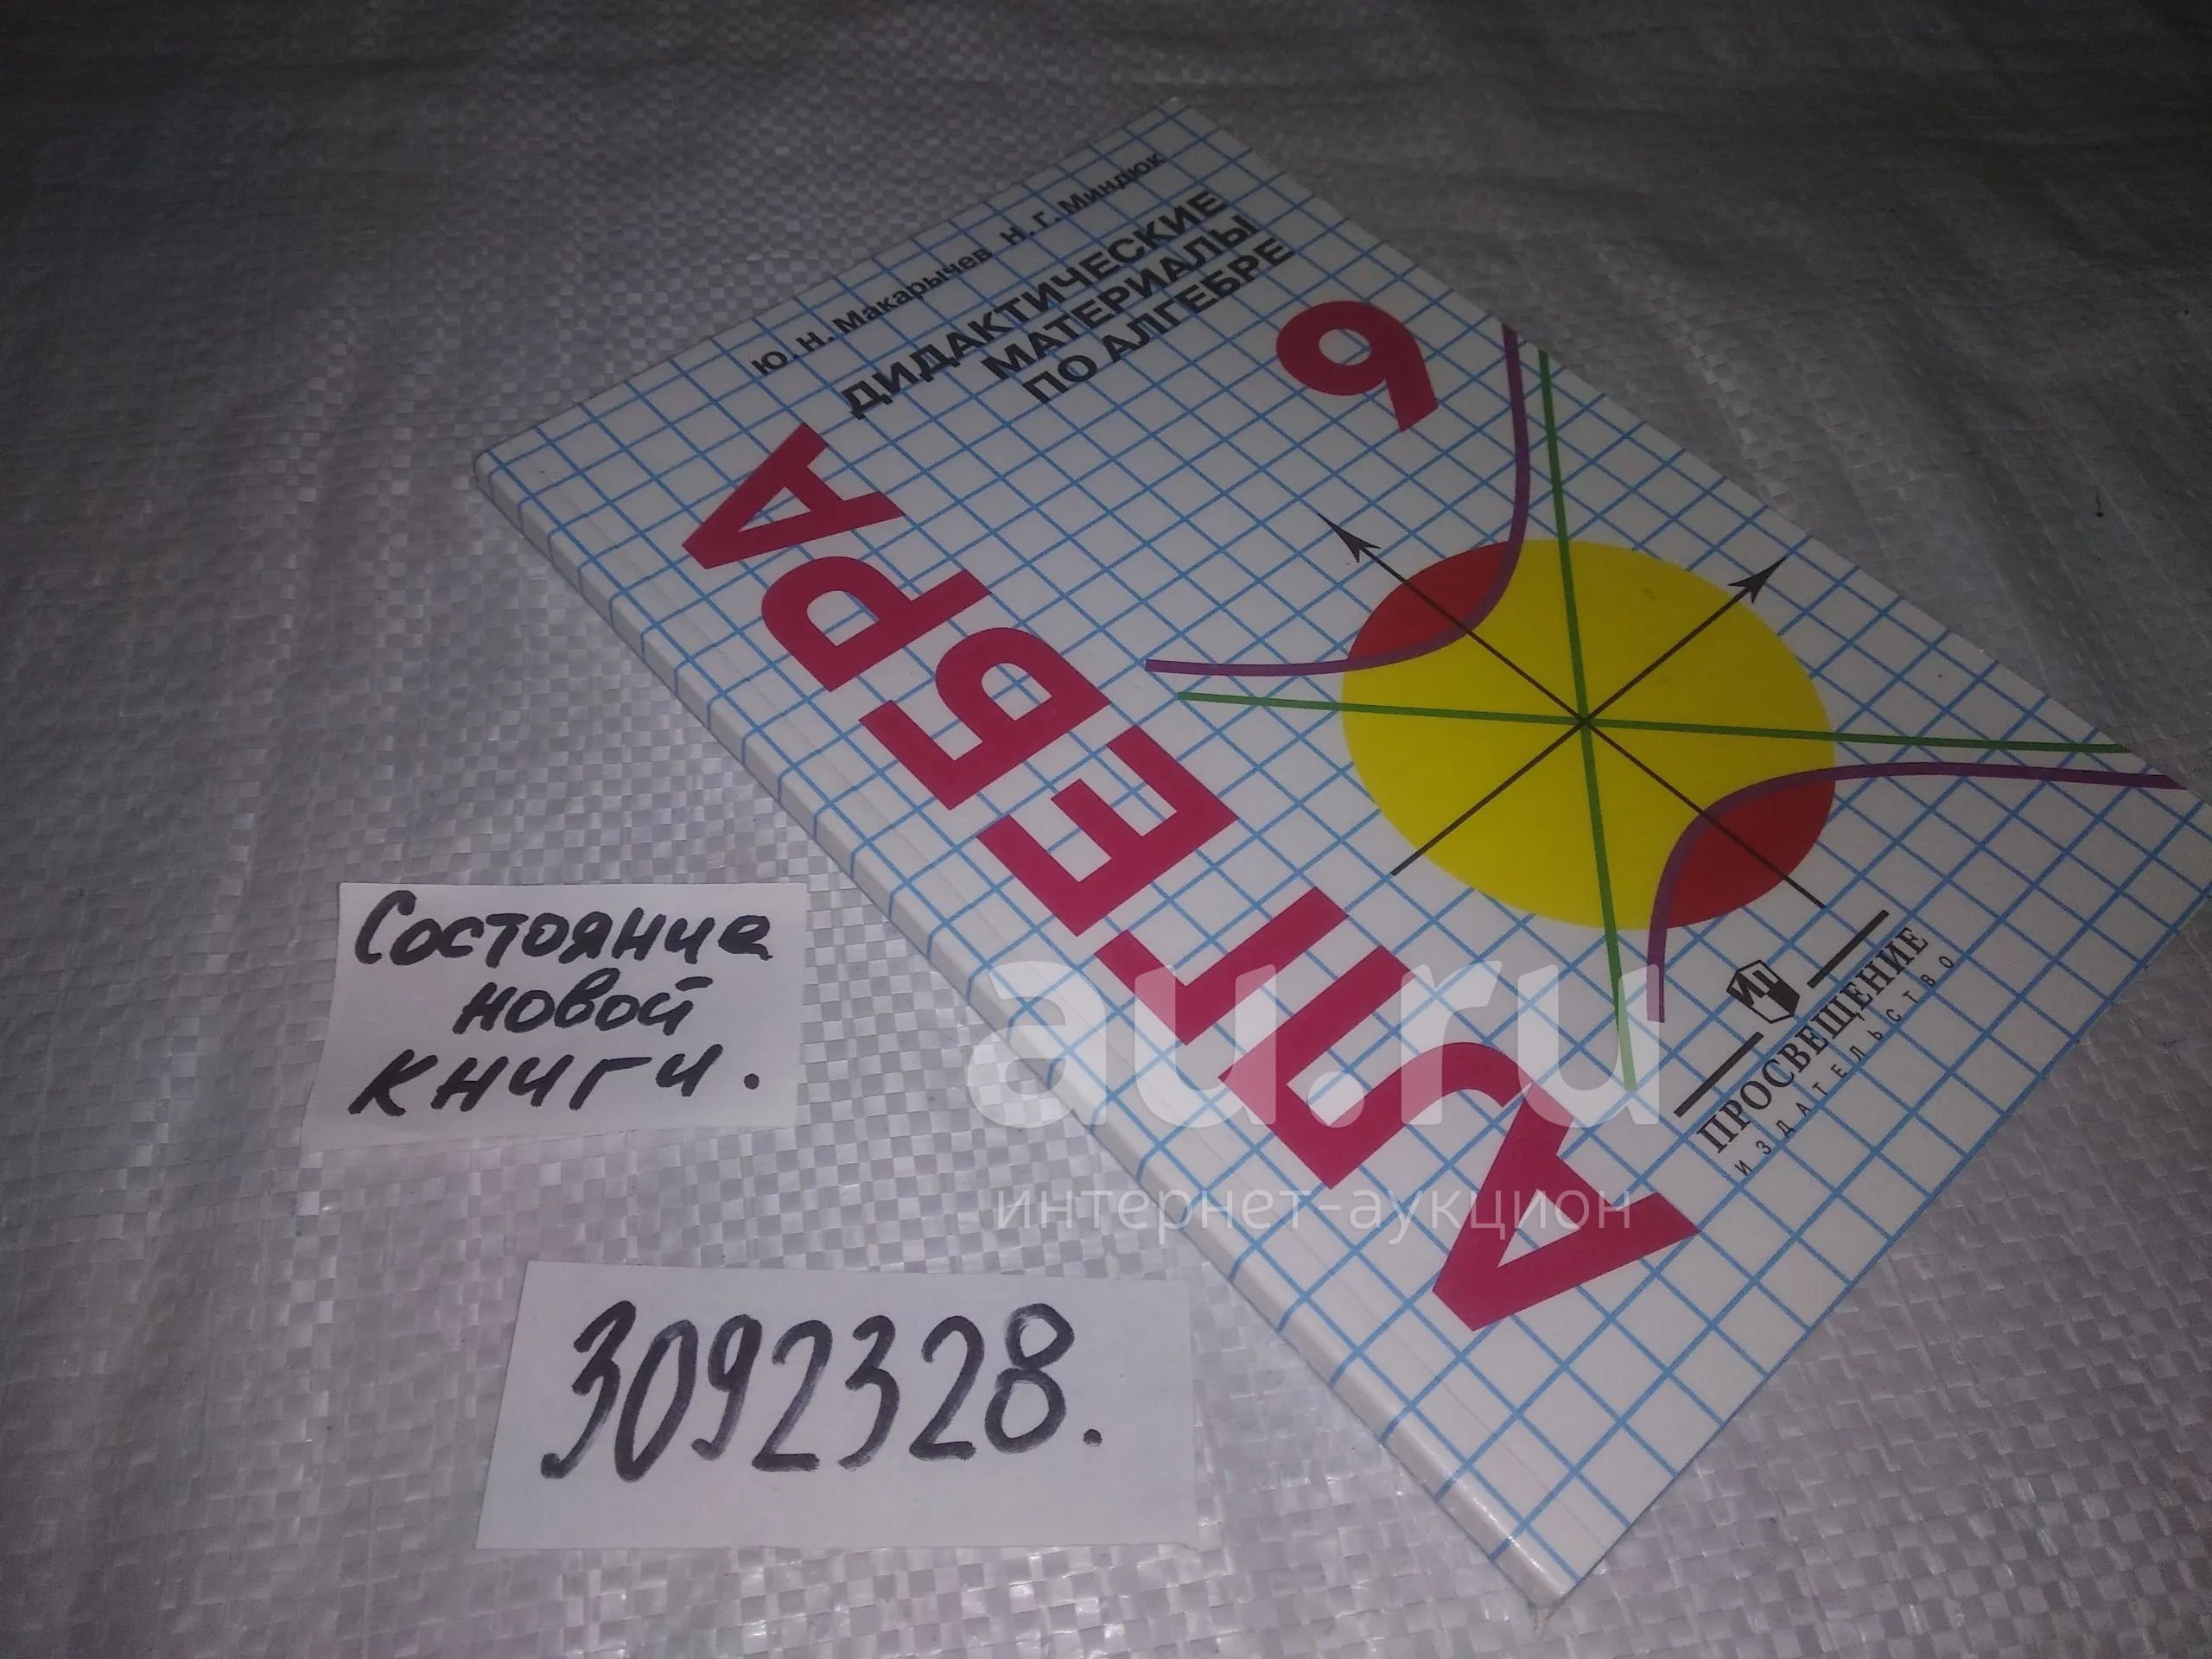 Ю. Н. Макарычев Н. Г. Миндюк
ДИДАКТИЧЕСКИЕ
МАТЕРИАЛЫ
ПО АЛГЕБРЕ
9
АЛГЕБРА
ПРОСВЕЩЕНИЕ
ИЗДАТЕЛЬСТВО
Состояние
новой
книги.
au.ru
интернет-аукцион
3092328.